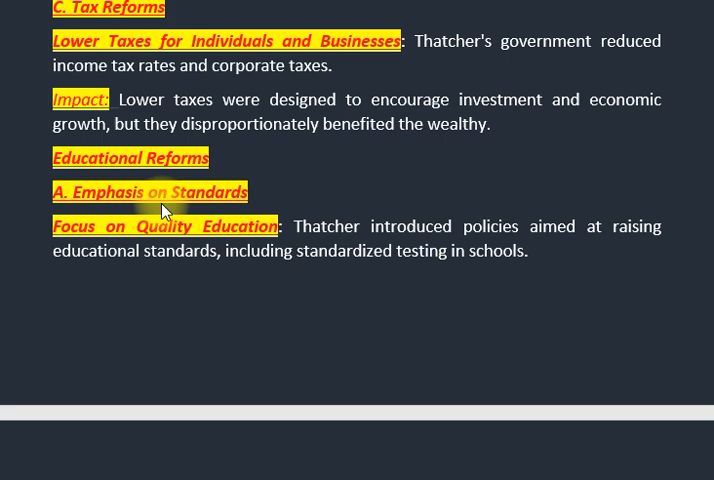 C. Tax Reforms
Lower Taxes for Individuals and Businesses: Thatcher's government reduced
income tax rates and corporate taxes.
Impact: Lower taxes were designed to encourage investment and economic
growth, but they disproportionately benefited the wealthy.
Educational Reforms
A. Emphasis on Standards
Focus on Quality Education: Thatcher introduced policies aimed at raising
educational standards, including standardized testing in schools.